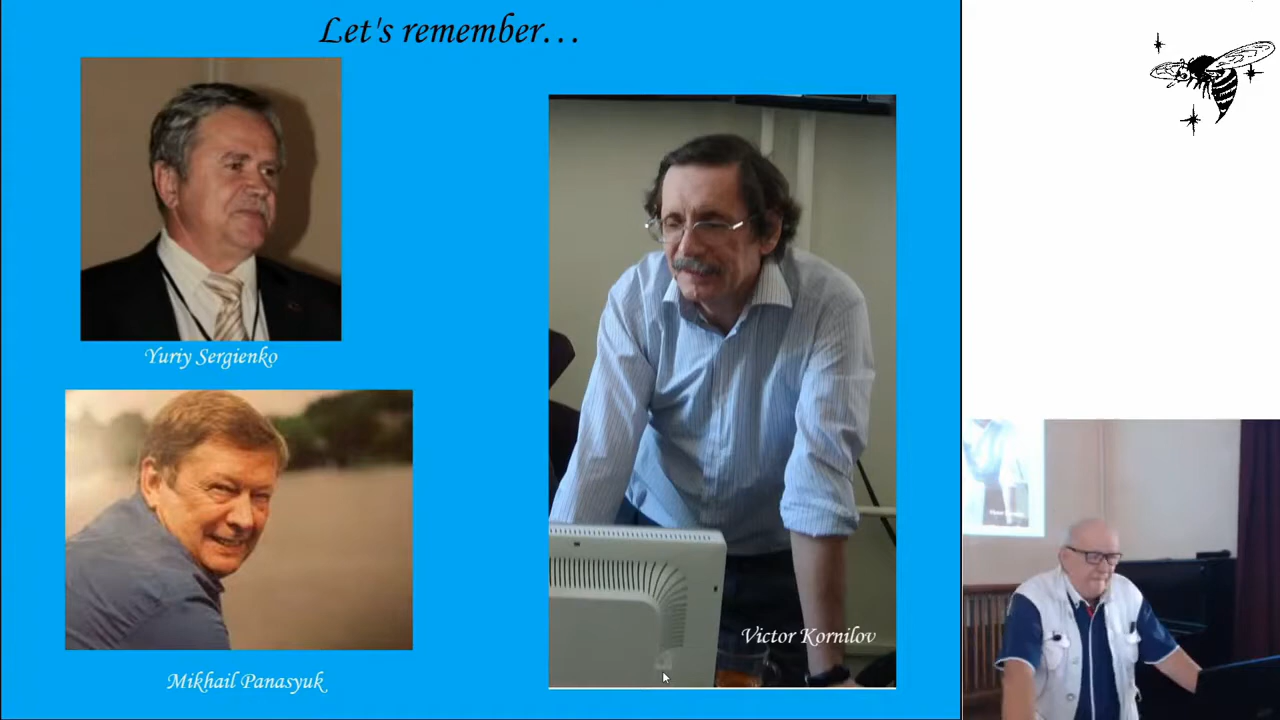 Let's remember...
Yuriy Sergienko
Mikhail Panasyuk
Victor Kornilov